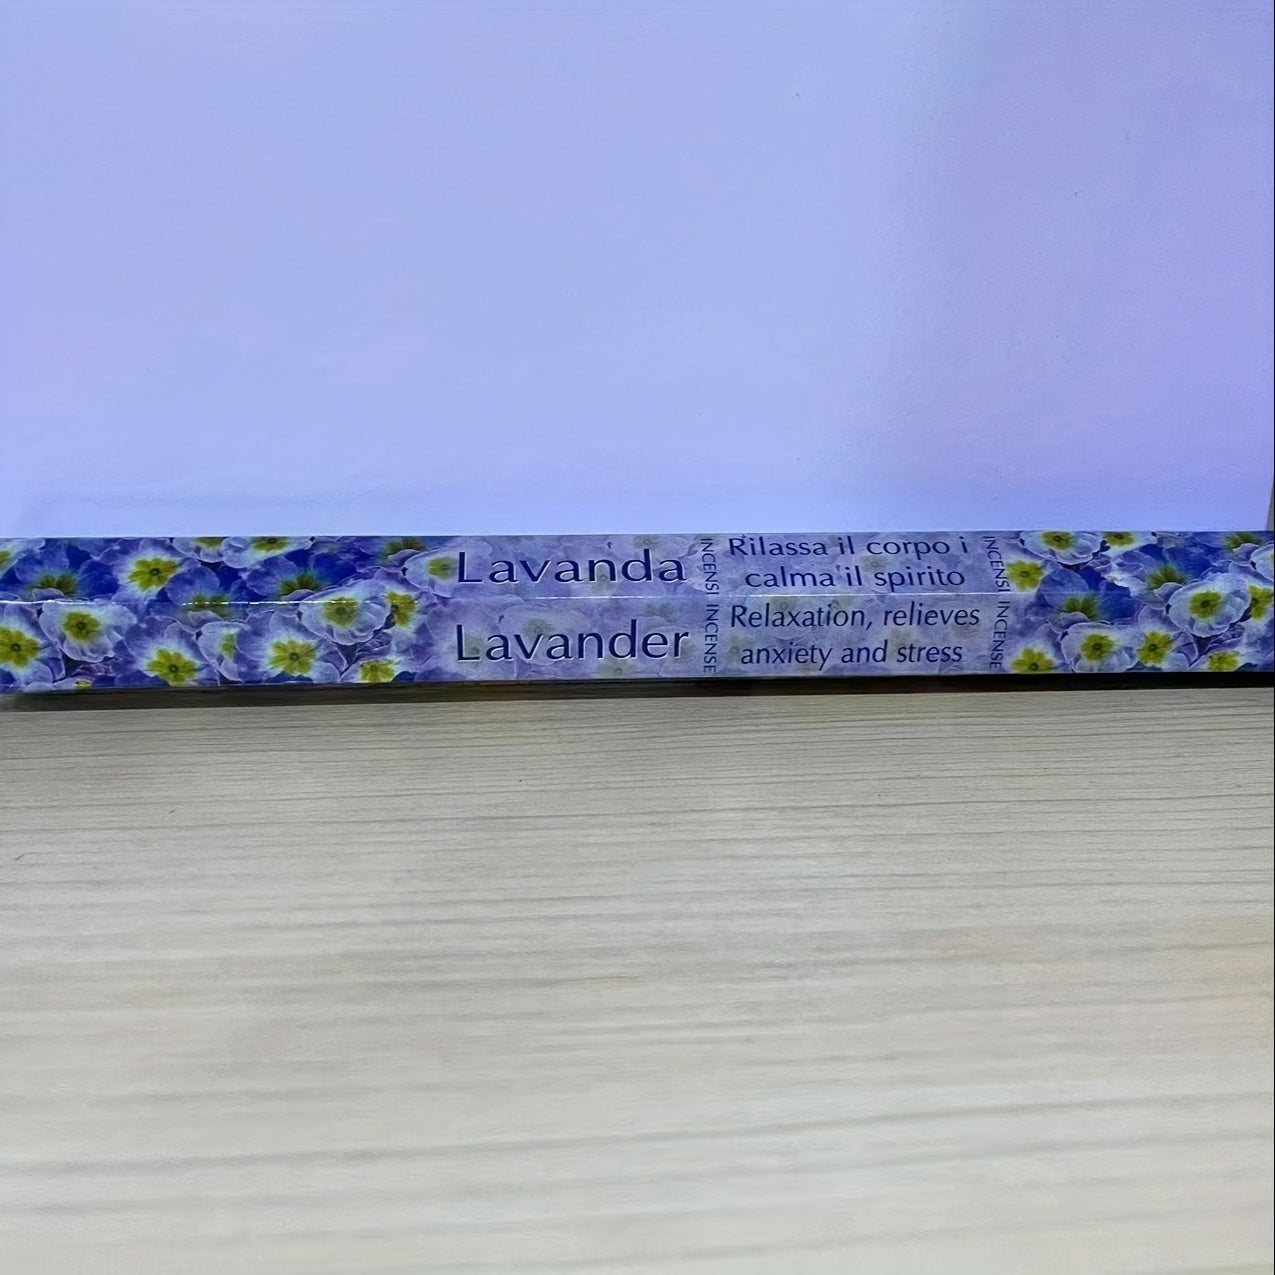 Lavanda
INCENSI
Rilassa il corpo i
calma il spirito
INCENSI
Lavander
INCENSE
Relaxation, relieves
anxiety and stress
INCENSE